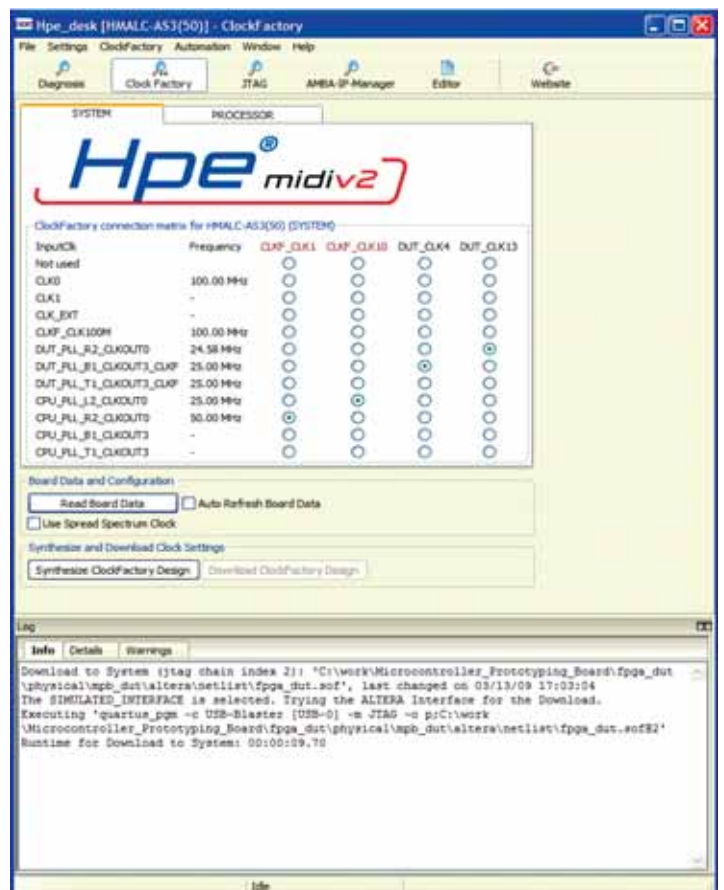 Hpe_desk [HMALC-AS3(50)] - ClockFactory
File Settings ClockFactory Automation Window Help
Diagnosis Clock Factory JTAG AMBA-IP-Manager Editor Website
SYSTEM PROCESSOR
Hpe® midiv2
ClockFactory connection matrix for HMALC-AS3(50) (SYSTEM)
InputClk Frequency CLKF_CLK1 CLKF_CLK10 DUT_CLK4 DUT_CLK13
Not used
CLK0 100.00 MHz
CLK1 -
CLK_EXT -
CLKF_CLK100M 100.00 MHz
DUT_PLL_R2_CLKOUT0 24.58 MHz
DUT_PLL_B1_CLKOUT3_CLKF 25.00 MHz
DUT_PLL_T1_CLKOUT3_CLKF 25.00 MHz
CPU_PLL_L2_CLKOUT0 25.00 MHz
CPU_PLL_R2_CLKOUT0 50.00 MHz
CPU_PLL_B1_CLKOUT3 -
CPU_PLL_T1_CLKOUT3 -
Board Data and Configuration
Read Board Data Auto Refresh Board Data
Use Spread Spectrum Clock
Synthesize and Download Clock Settings
Synthesize ClockFactory Design Download ClockFactory Design
Log
Info Details Warnings
Download to System (jtag chain index 2): 'C:\work\Microcontroller_Prototyping_Board\fpga_dut
\physical\mpb_dut\altera\netlist\fpga_dut.sof', last changed on 03/13/09 17:03:04
The SIMULATED_INTERFACE is selected. Trying the ALTERA Interface for the Download.
Executing 'quartus_pgm -c USB-Blaster [USB-0] -m JTAG -o p;C:\work
\Microcontroller_Prototyping_Board\fpga_dut\physical\mpb_dut\altera\netlist\fpga_dut.sof@2'
Runtime for Download to System: 00:00:09.70
Idle